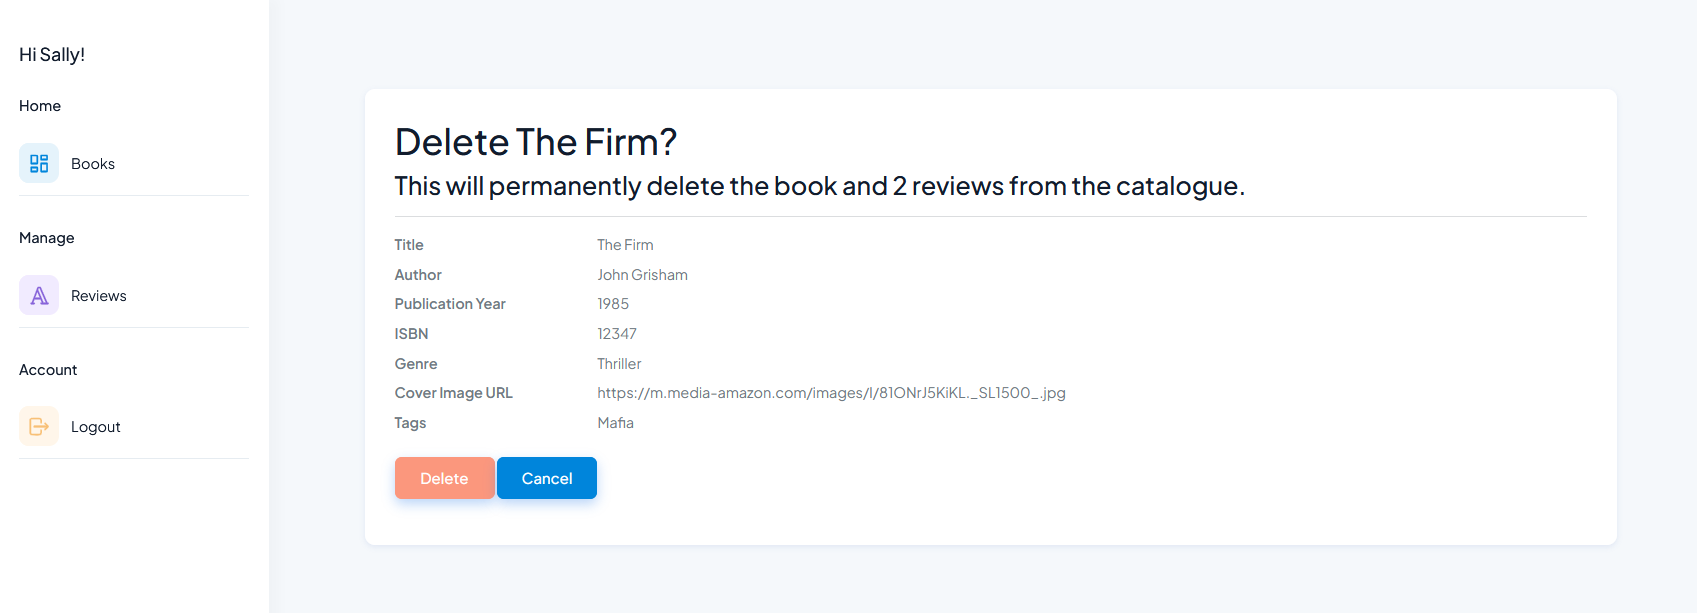 Hi Sally!
Home
Books
Manage
Reviews
Account
Logout
Delete The Firm?
This will permanently delete the book and 2 reviews from the catalogue.
Title The Firm
Author John Grisham
Publication Year 1985
ISBN 12347
Genre Thriller
Cover Image URL https://m.media-amazon.com/images/I/81ONrJ5KiKL._SL1500_.jpg
Tags Mafia
Delete Cancel